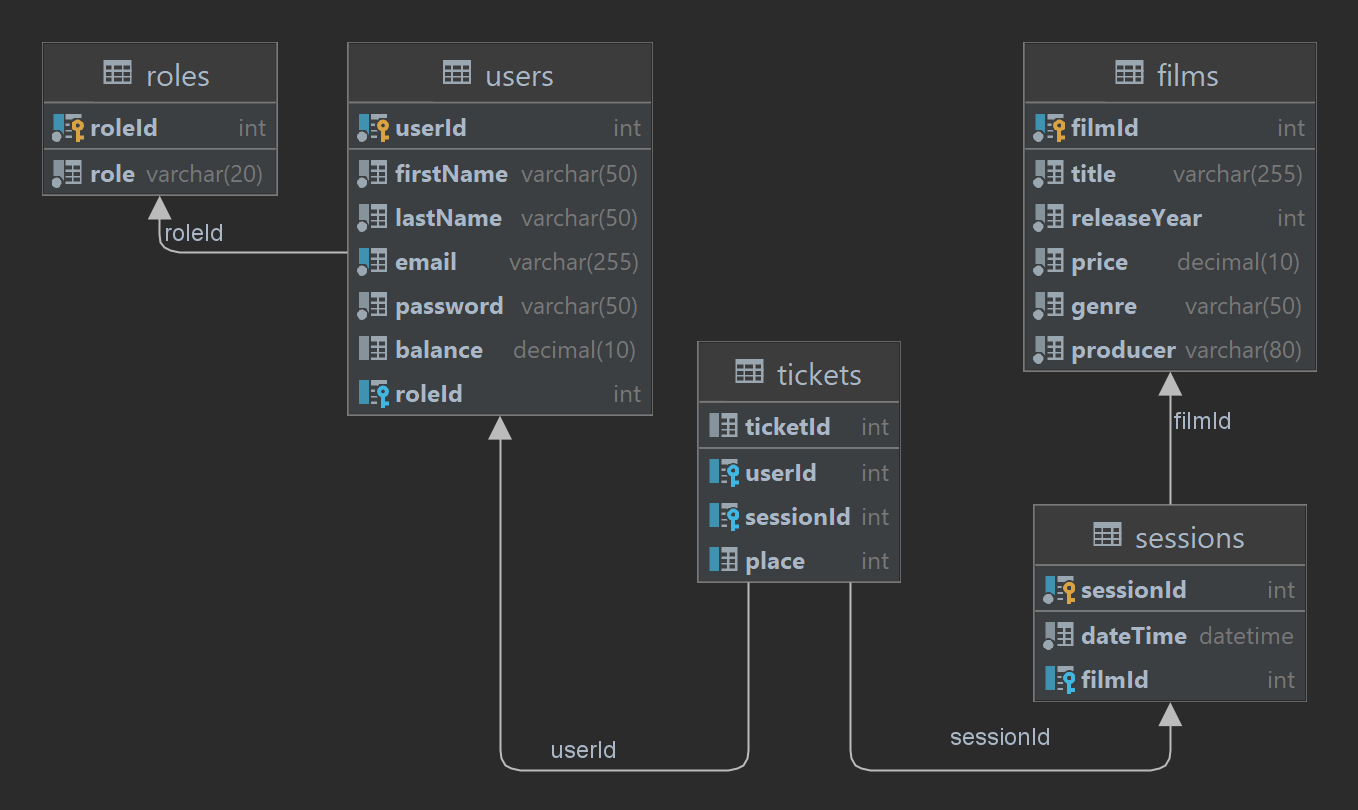 roles
roleId int
role varchar(20)
users
userId int
firstName varchar(50)
lastName varchar(50)
email varchar(255)
password varchar(50)
balance decimal(10)
roleId int
films
filmId int
title varchar(255)
releaseYear int
price decimal(10)
genre varchar(50)
producer varchar(80)
roleId
tickets
ticketId int
userId int
sessionId int
place int
filmId
sessions
sessionId int
dateTime datetime
filmId int
userId
sessionId